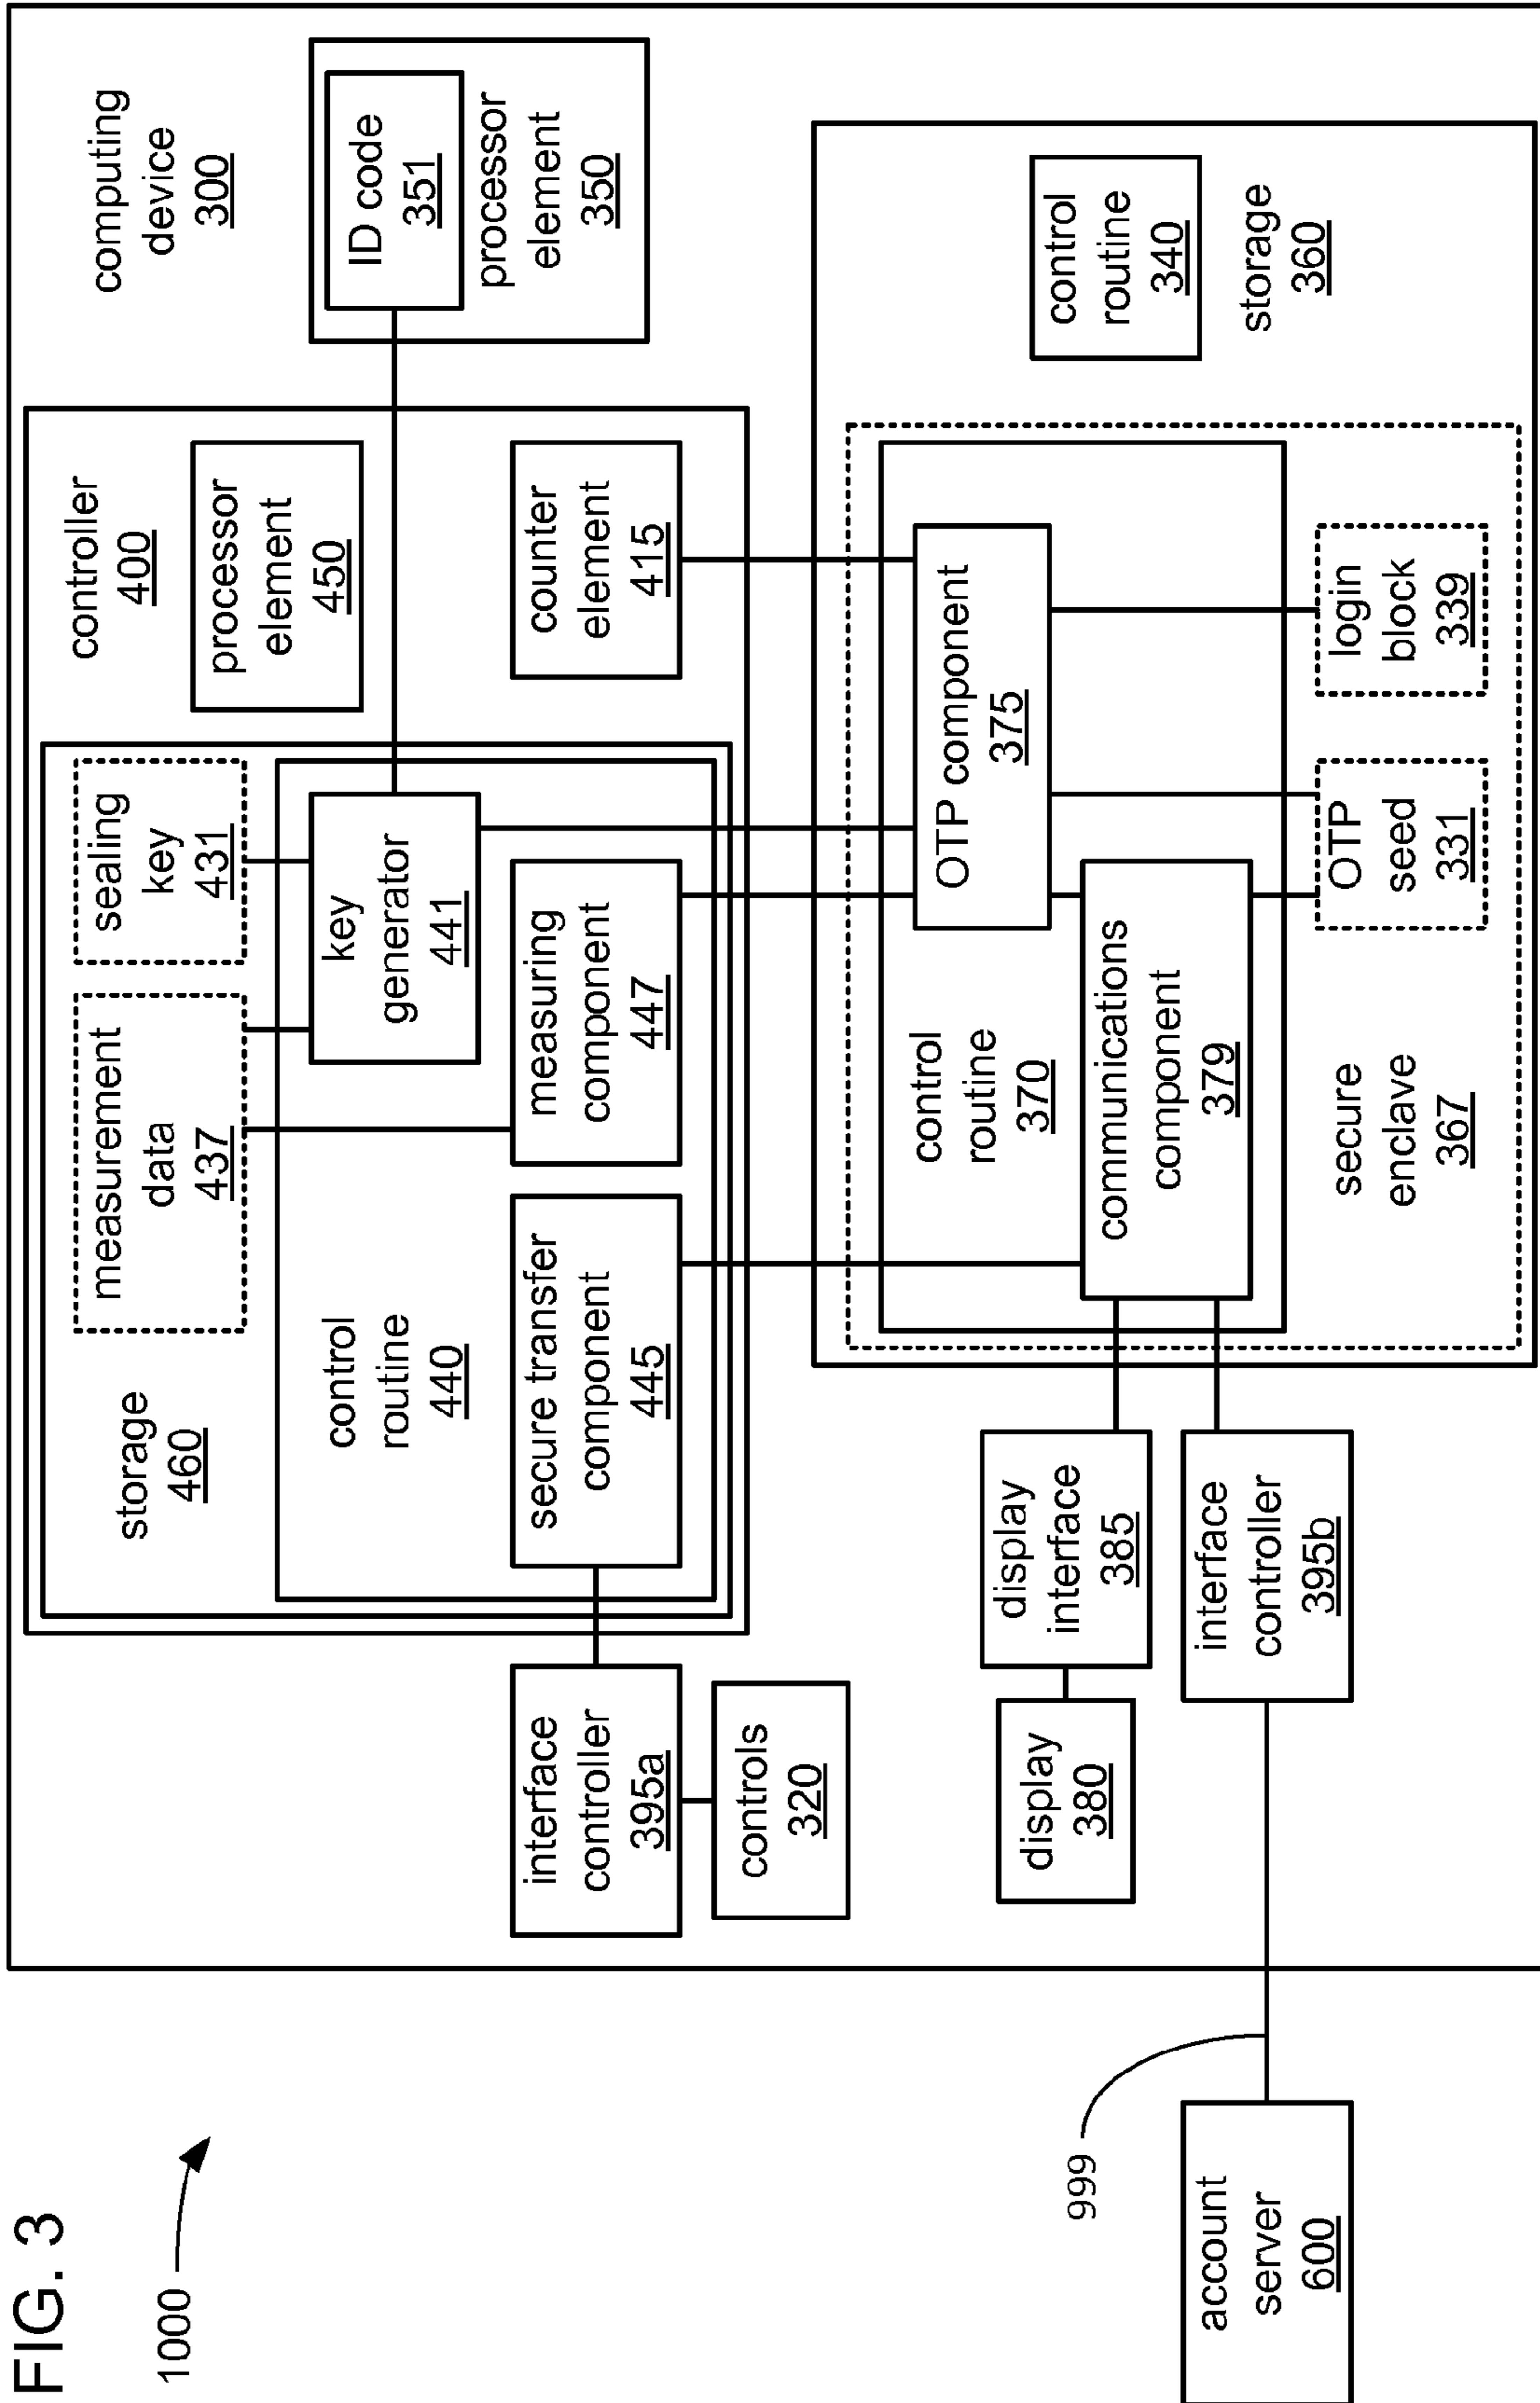 FIG. 3
1000
computing
device
300
storage
460
measurement
data
437
sealing
key
431
controller
400
processor
element
450
ID code
351
processor
element
350
control
routine
440
key
generator
441
secure transfer
component
445
measuring
component
447
counter
element
415
interface
controller
395a
controls
320
control
routine
340
storage
360
OTP component
375
control
routine
370
communications
component
379
secure
enclave
367
OTP
seed
331
login
block
339
display
interface
385
display
380
interface
controller
395b
999
account
server
600